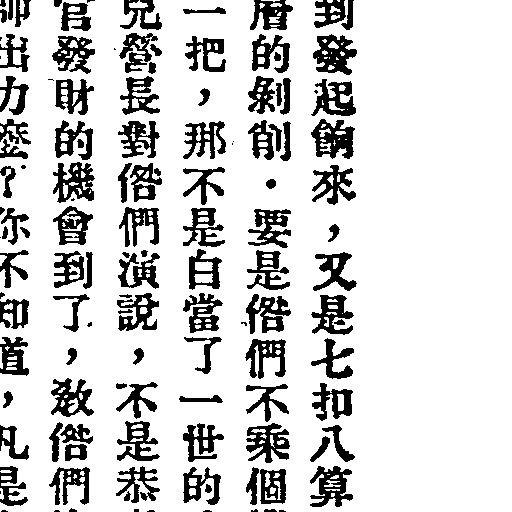 到發起餉來，又是七扣八算
層的剝削．要是偺們不乘個
一把，那不是白當了一世的
兒營長對偺們演說，不是恭
官發財的機會到了，敎偺們
帥出力麼？你不知道，凡是